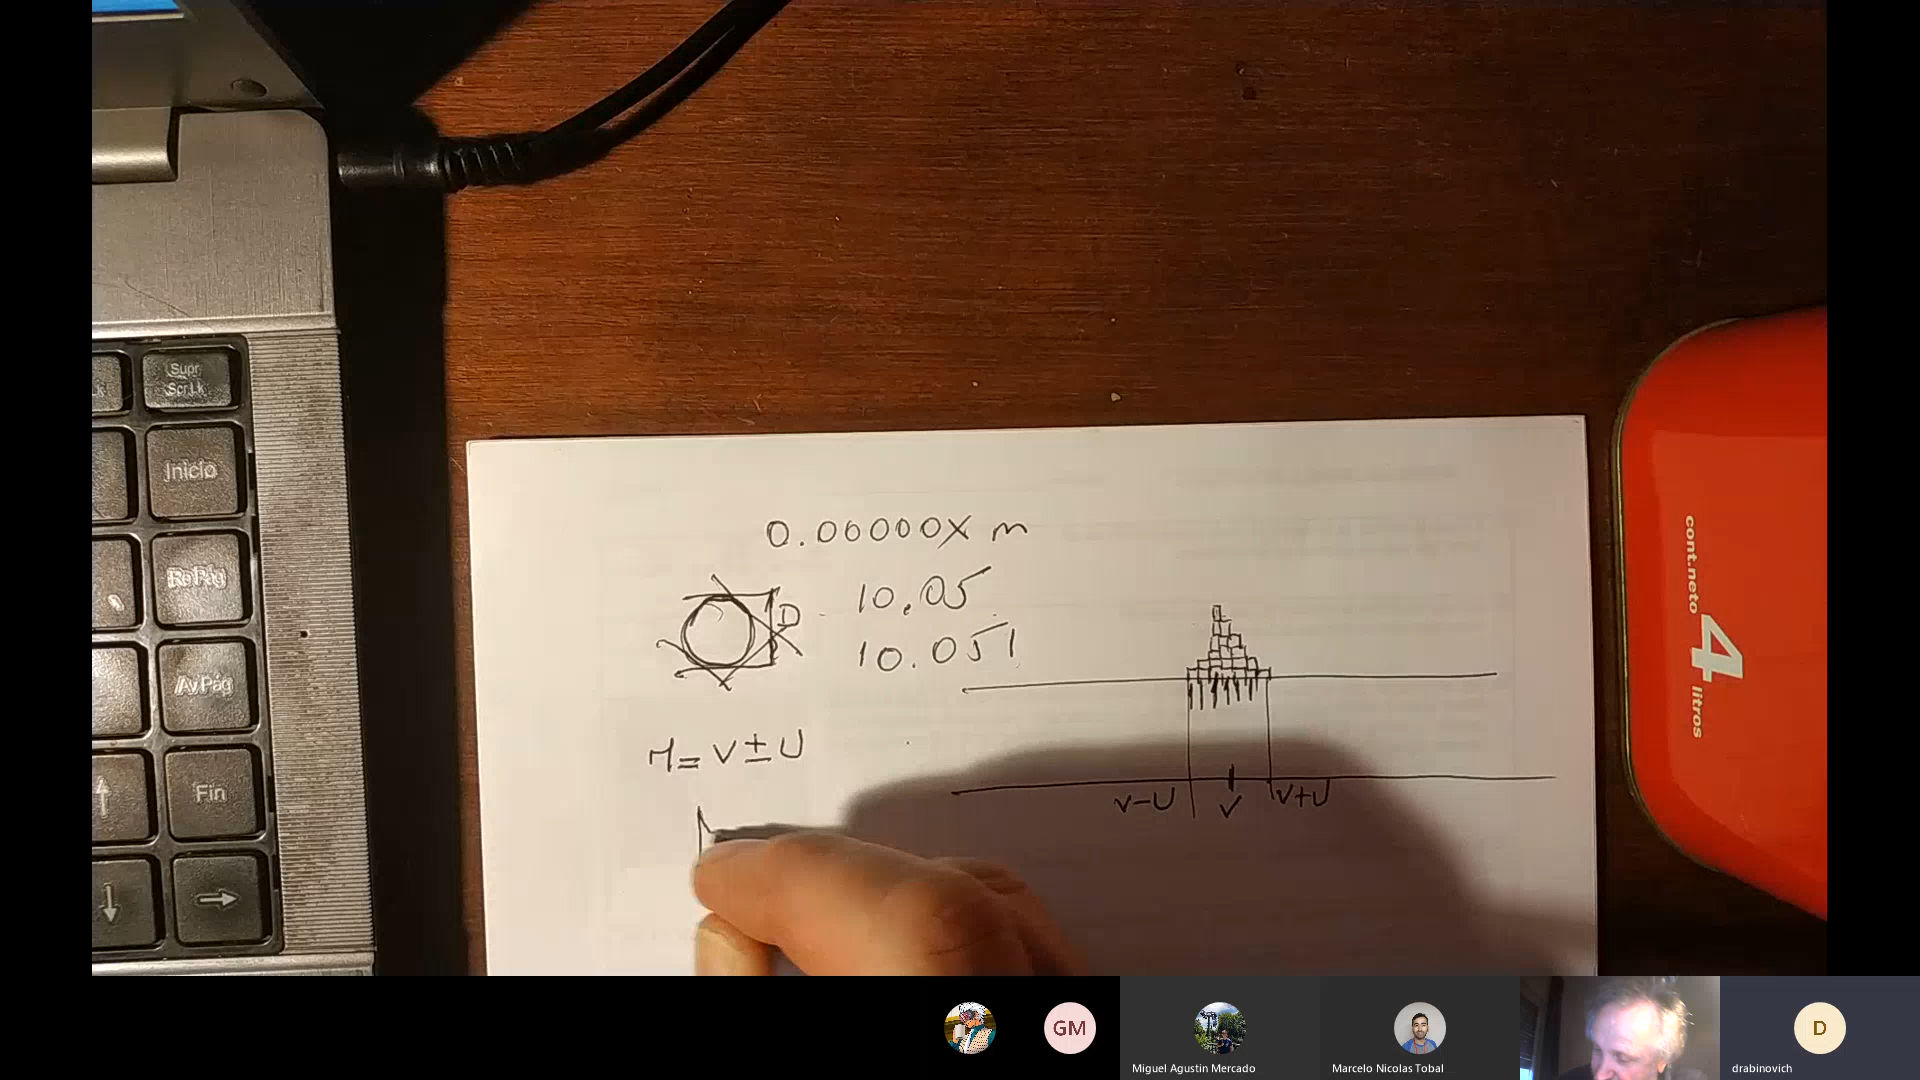 Supr
Scr Lk
Inicio
RePág
AvPág
Fin
0.00000X m
D
10.05
10.051
M = V ± U
V-U
V
V+U
cont.neto 4 litros
GM
D
Miguel Agustin Mercado
Marcelo Nicolas Tobal
drabinovich